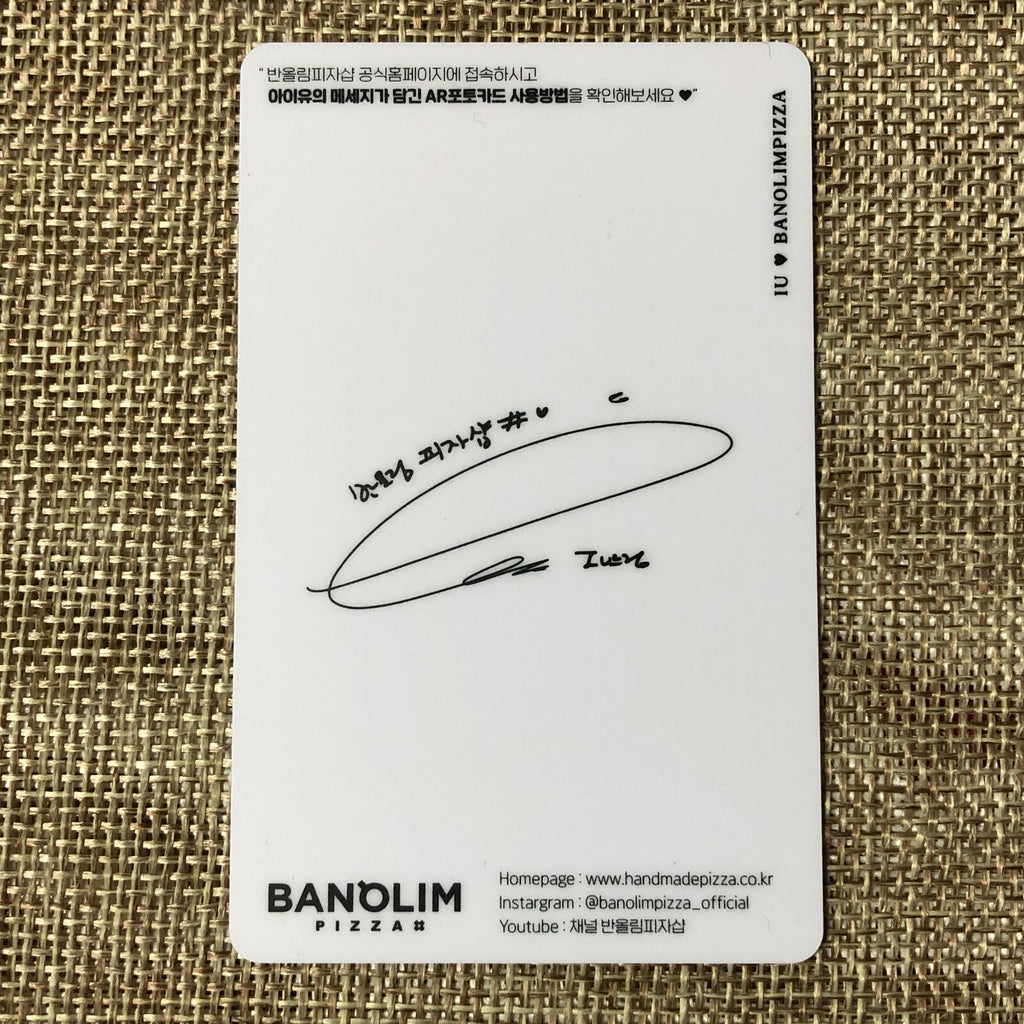 “ 반올림피자샵 공식홈페이지에 접속하시고
아이유의 메세지가 담긴 AR포토카드 사용방법을 확인해보세요 ♥”
IU ♥ BANOLIMPIZZA
반올림 피자샵 # ♥
BANOLIM
PIZZA#
Homepage : www.handmadepizza.co.kr
Instargram : @banolimpizza_official
Youtube : 채널 반올림피자샵